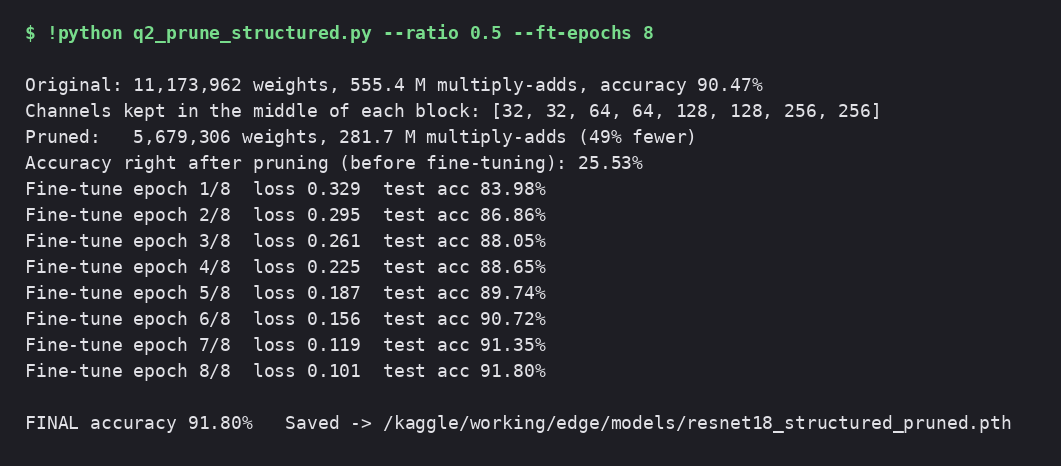 $ !python q2_prune_structured.py --ratio 0.5 --ft-epochs 8
Original: 11,173,962 weights, 555.4 M multiply-adds, accuracy 90.47%
Channels kept in the middle of each block: [32, 32, 64, 64, 128, 128, 256, 256]
Pruned:   5,679,306 weights, 281.7 M multiply-adds (49% fewer)
Accuracy right after pruning (before fine-tuning): 25.53%
Fine-tune epoch 1/8  loss 0.329  test acc 83.98%
Fine-tune epoch 2/8  loss 0.295  test acc 86.86%
Fine-tune epoch 3/8  loss 0.261  test acc 88.05%
Fine-tune epoch 4/8  loss 0.225  test acc 88.65%
Fine-tune epoch 5/8  loss 0.187  test acc 89.74%
Fine-tune epoch 6/8  loss 0.156  test acc 90.72%
Fine-tune epoch 7/8  loss 0.119  test acc 91.35%
Fine-tune epoch 8/8  loss 0.101  test acc 91.80%
FINAL accuracy 91.80%   Saved -> /kaggle/working/edge/models/resnet18_structured_pruned.pth